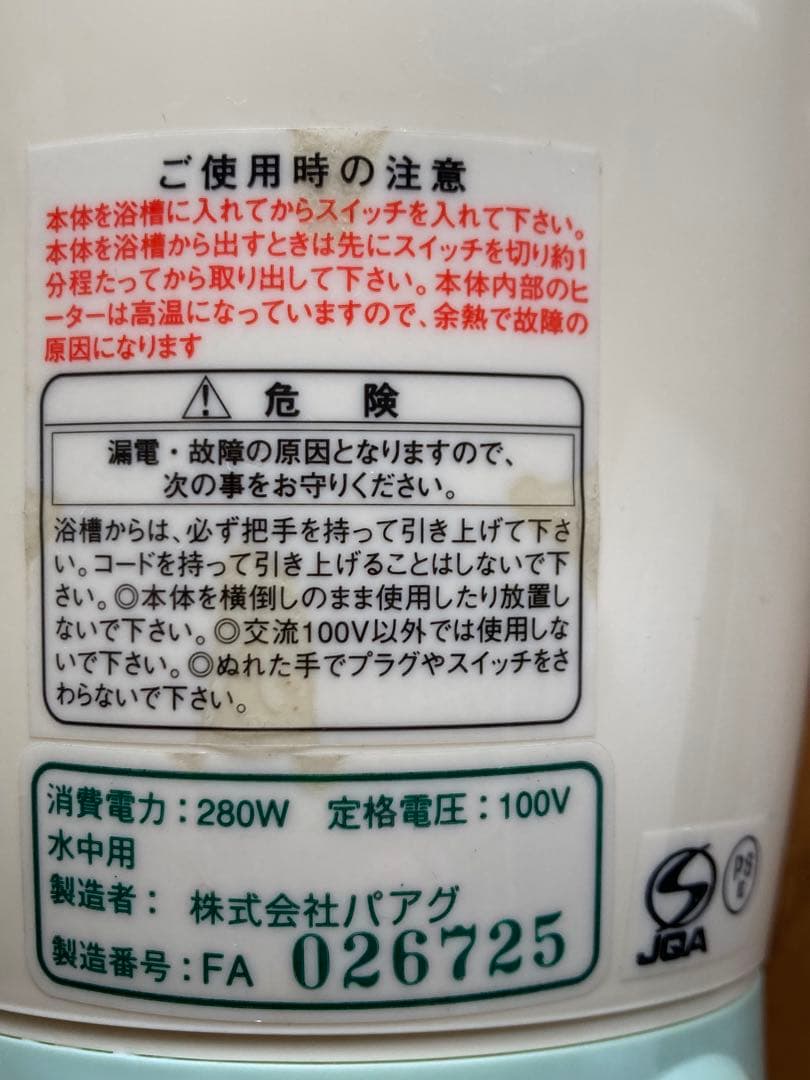 ご使用時の注意
本体を浴槽に入れてからスイッチを入れて下さい。
本体を浴槽から出すときは先にスイッチを切り約1
分程たってから取り出して下さい。本体内部のヒ
ーターは高温になっていますので、余熱で故障の
原因になります
危 険
漏電・故障の原因となりますので、
次の事をお守りください。
浴槽からは、必ず把手を持って引き上げて下さ
い。コードを持って引き上げることはしないで下
さい。◎本体を横倒しのまま使用したり放置し
ないで下さい。◎交流100V以外では使用しな
いで下さい。◎ぬれた手でプラグやスイッチをさ
わらないで下さい。
消費電力：280W 定格電圧：100V
水中用
製造者： 株式会社パアグ
製造番号：FA 026725
JQA
PS
E